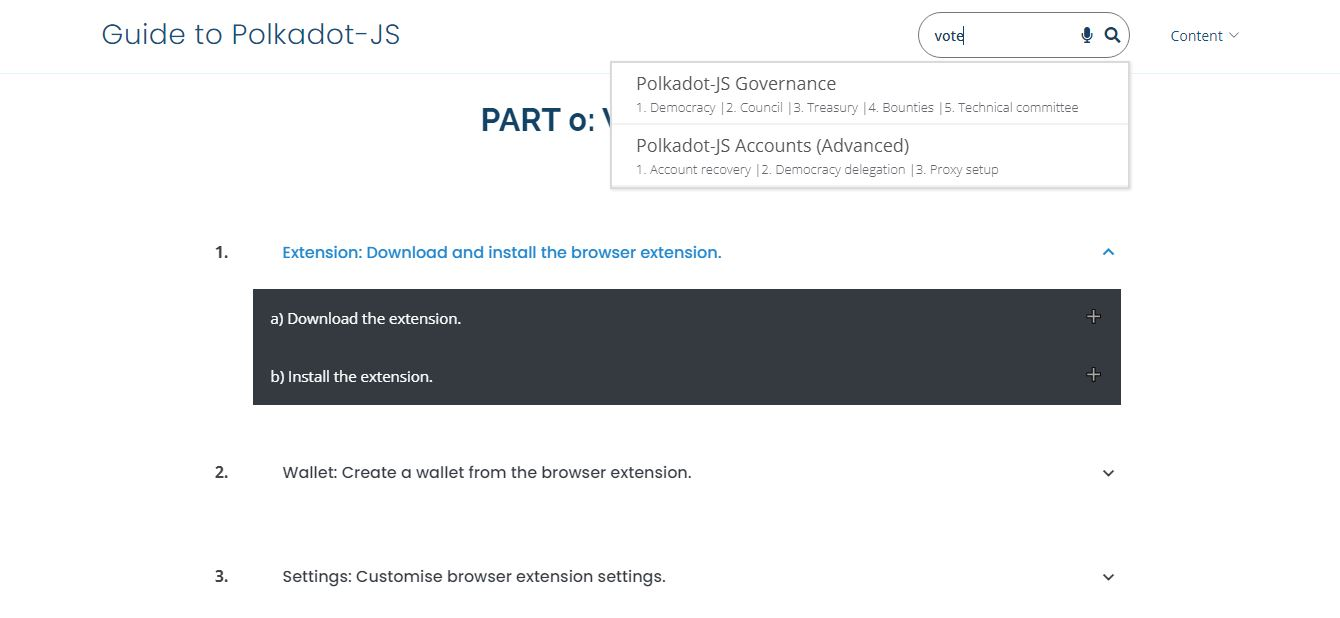 Guide to Polkadot-JS
vote
Content
Polkadot-JS Governance
1. Democracy |2. Council |3. Treasury |4. Bounties |5. Technical committee
PART 0:
Polkadot-JS Accounts (Advanced)
1. Account recovery |2. Democracy delegation |3. Proxy setup
1. Extension: Download and install the browser extension.
a) Download the extension.
b) Install the extension.
2. Wallet: Create a wallet from the browser extension.
3. Settings: Customise browser extension settings.